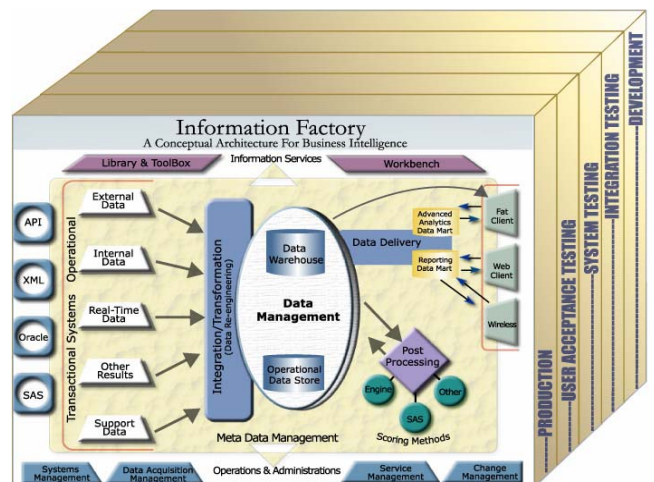 Information Factory
A Conceptual Architecture For Business Intelligence
Library & ToolBox
Information Services
Workbench
API
XML
Oracle
SAS
Transactional Systems
Operational
External
Data
Internal
Data
Real-Time
Data
Other
Results
Support
Data
Integration/Transformation
(Data Re-engineering)
Data
Warehouse
Data
Management
Operational
Data Store
Data Delivery
Advanced
Analytics
Data Mart
Reporting
Data Mart
Fat
Client
Web
Client
Wireless
Post
Processing
Engine
SAS
Other
Scoring Methods
Meta Data Management
Systems
Management
Data Acquisition
Management
Operations & Administrations
Service
Management
Change
Management
PRODUCTION
USER ACCEPTANCE TESTING
SYSTEM TESTING
INTEGRATION TESTING
DEVELOPMENT